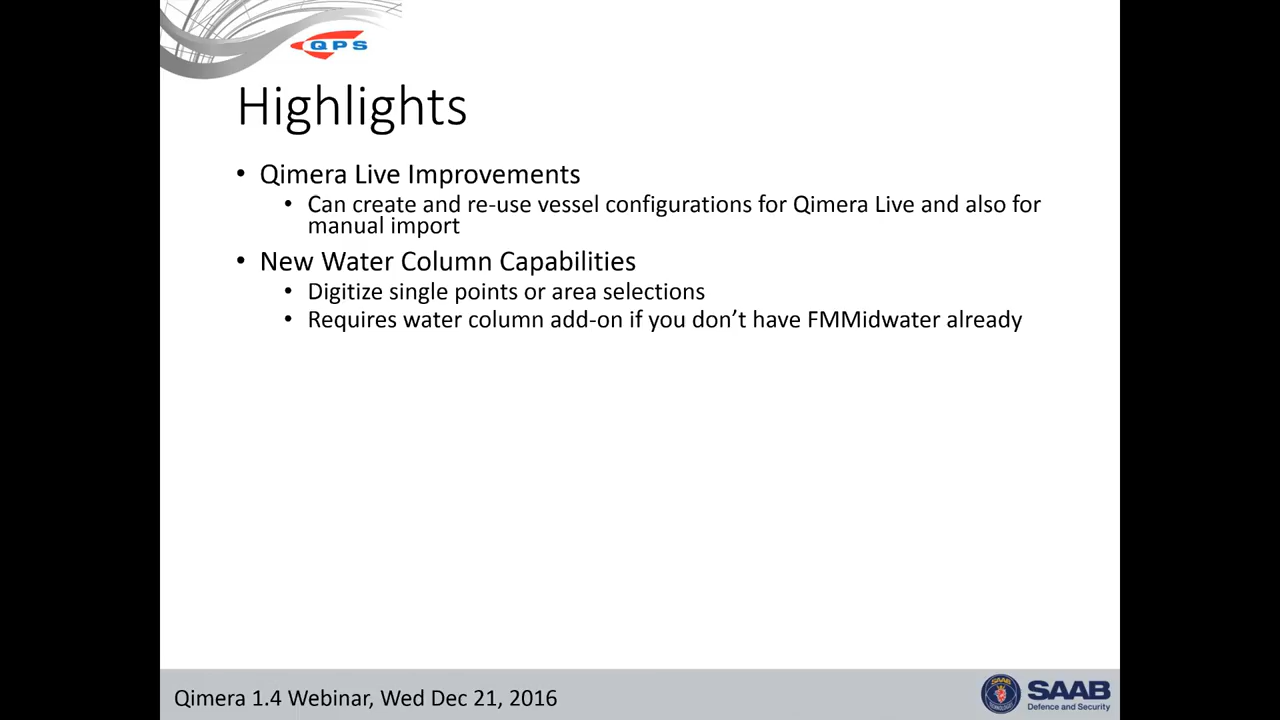 QPS
Highlights
• Qimera Live Improvements
• Can create and re-use vessel configurations for Qimera Live and also for
manual import
• New Water Column Capabilities
• Digitize single points or area selections
• Requires water column add-on if you don’t have FMMidwater already
Qimera 1.4 Webinar, Wed Dec 21, 2016
SAAB
SAAB
Defence and Security